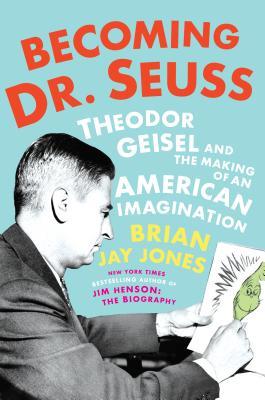 BECOMING
DR. SEUSS
THEODOR
GEISEL AND
THE MAKING
OF AN
AMERICAN
IMAGINATION
BRIAN
JAY JONES
NEW YORK TIMES
BESTSELLING AUTHOR OF
JIM HENSON:
THE BIOGRAPHY